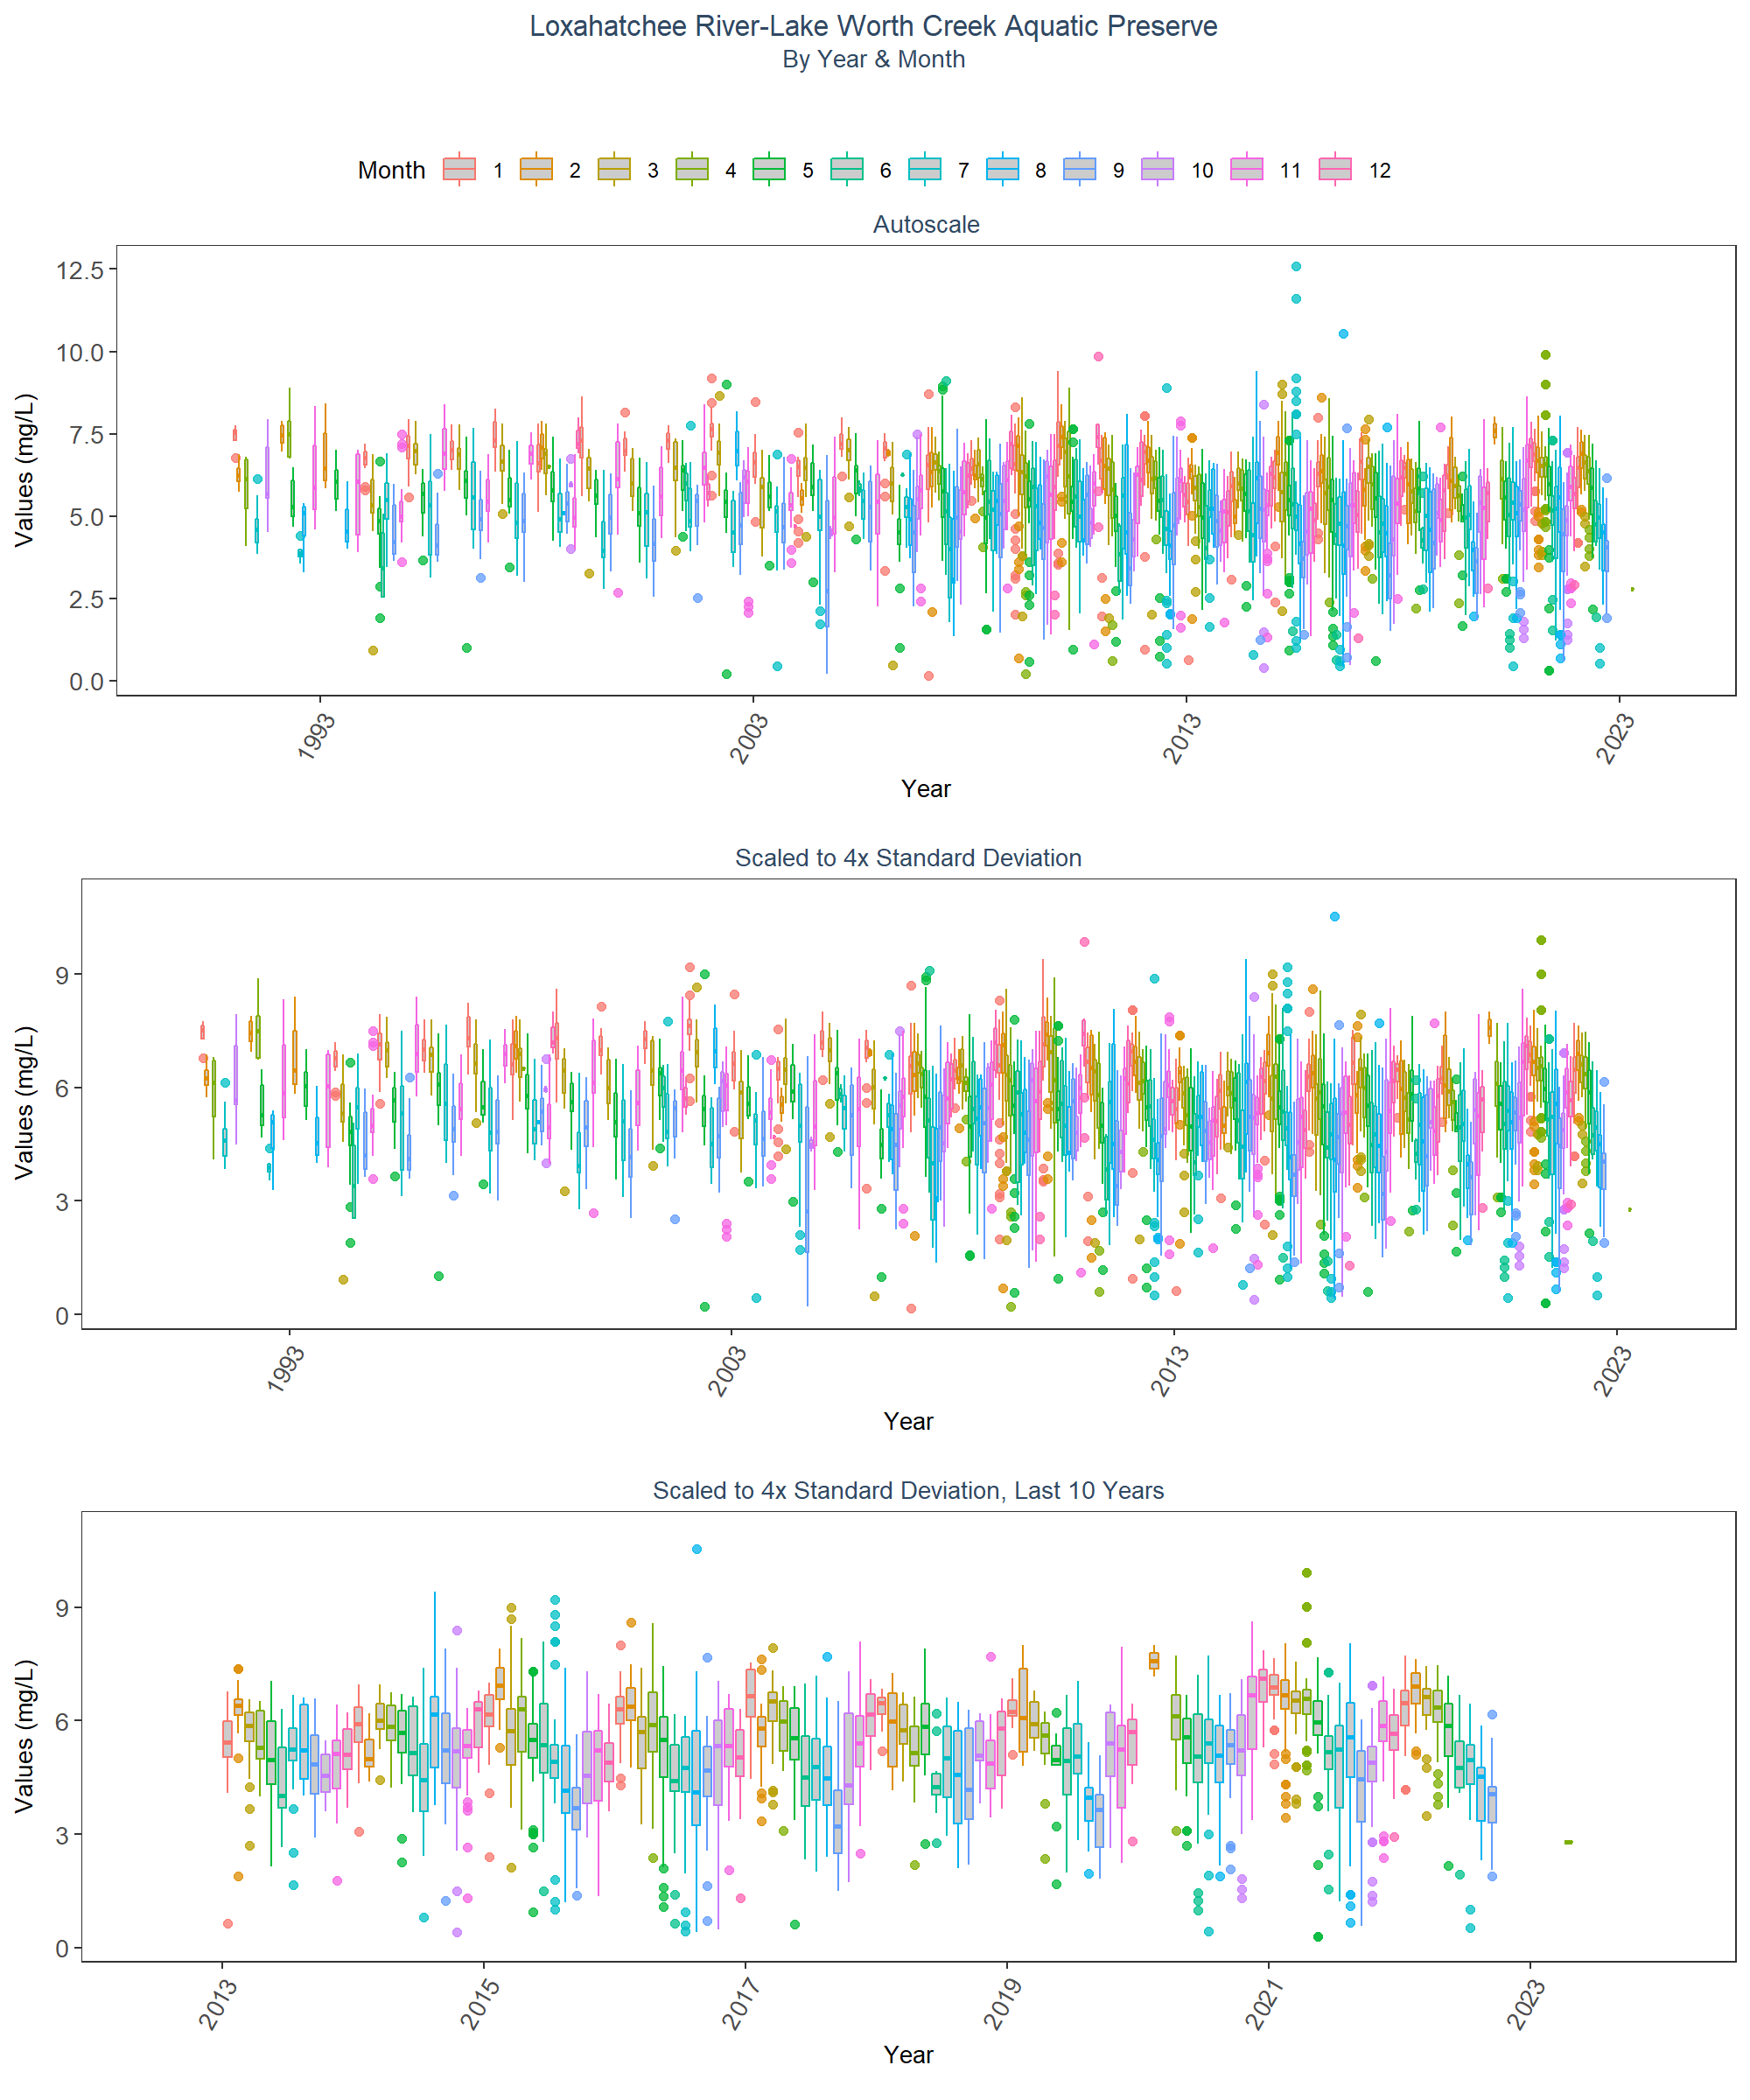 Loxahatchee River-Lake Worth Creek Aquatic Preserve
By Year & Month
Month 1 2 3 4 5 6 7 8 9 10 11 12
Autoscale
Values (mg/L)
12.5
10.0
7.5
5.0
2.5
0.0
1993 2003 2013 2023
Year
Scaled to 4x Standard Deviation
Values (mg/L)
9
6
3
0
1993 2003 2013 2023
Year
Scaled to 4x Standard Deviation, Last 10 Years
Values (mg/L)
9
6
3
0
2013 2015 2017 2019 2021 2023
Year